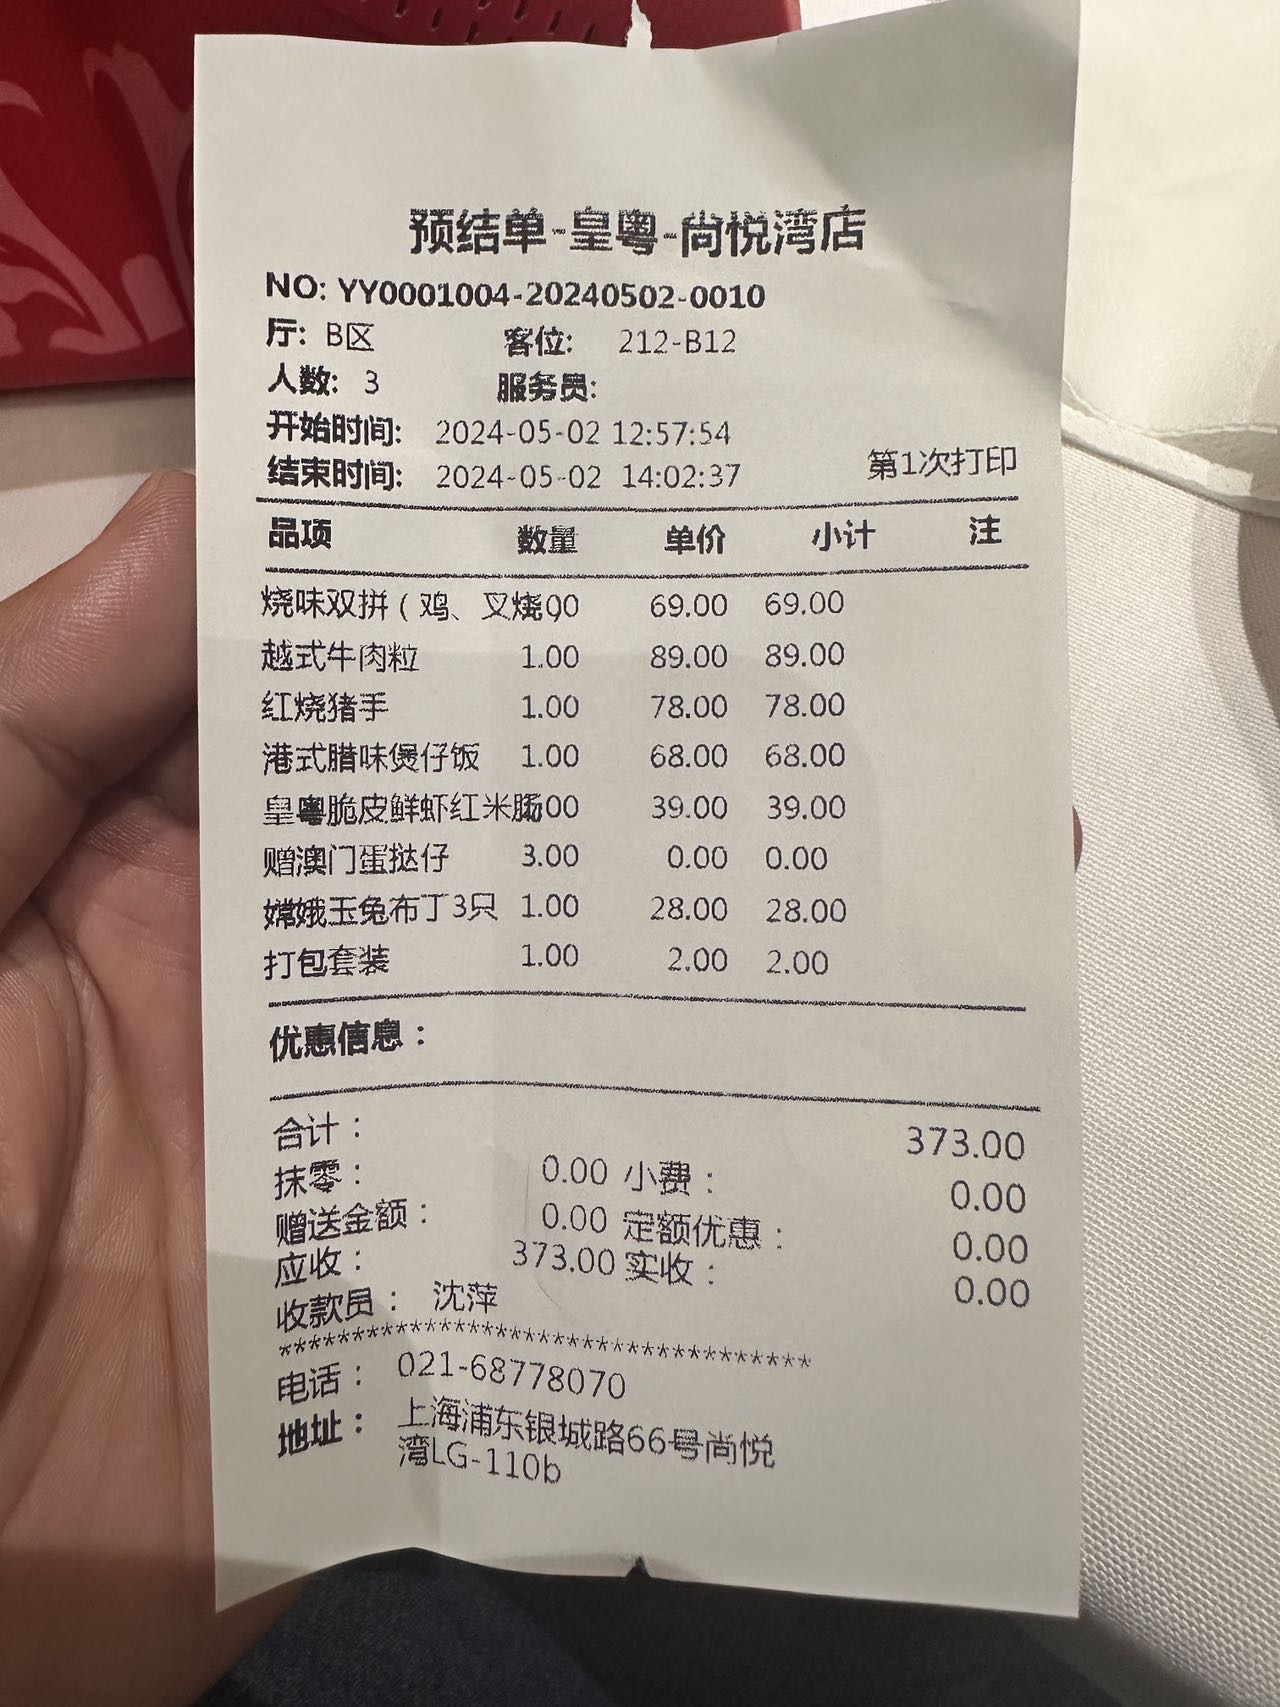 预结单-皇粤-尚悦湾店
NO: YY0001004-20240502-0010
厅: B区 客位: 212-B12
人数: 3 服务员:
开始时间: 2024-05-02 12:57:54
结束时间: 2024-05-02 14:02:37 第1次打印
品项 数量 单价 小计 注
烧味双拼(鸡、叉烧 00 69.00 69.00
越式牛肉粒 1.00 89.00 89.00
红烧猪手 1.00 78.00 78.00
港式腊味煲仔饭 1.00 68.00 68.00
皇粤脆皮鲜虾红米肠 00 39.00 39.00
赠澳门蛋挞仔 3.00 0.00 0.00
嫦娥玉兔布丁3只 1.00 28.00 28.00
打包套装 1.00 2.00 2.00
优惠信息:
合计: 373.00
抹零: 0.00 小费: 0.00
赠送金额: 0.00 定额优惠: 0.00
应收: 373.00 实收: 0.00
收款员: 沈萍
*************************************
电话: 021-68778070
地址: 上海浦东银城路66号尚悦
湾LG-110b